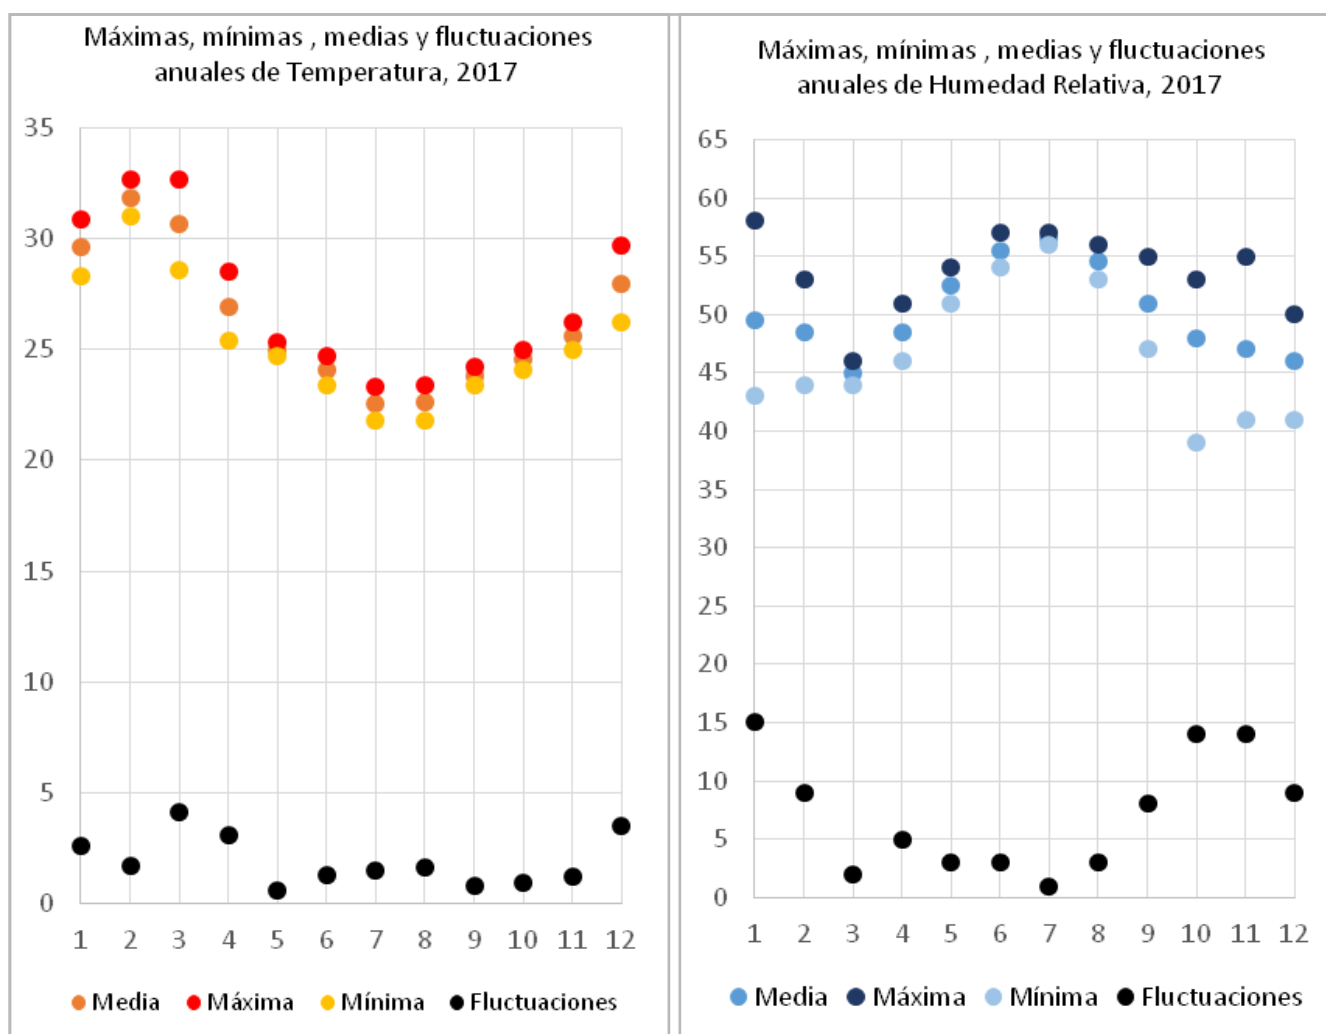 Máximas, mínimas , medias y fluctuaciones
anuales de Temperatura, 2017
35
30
25
20
15
10
5
0
1 2 3 4 5 6 7 8 9 10 11 12
Media Máxima Mínima Fluctuaciones
Máximas, mínimas , medias y fluctuaciones
anuales de Humedad Relativa, 2017
65
60
55
50
45
40
35
30
25
20
15
10
5
0
1 2 3 4 5 6 7 8 9 10 11 12
Media Máxima Mínima Fluctuaciones